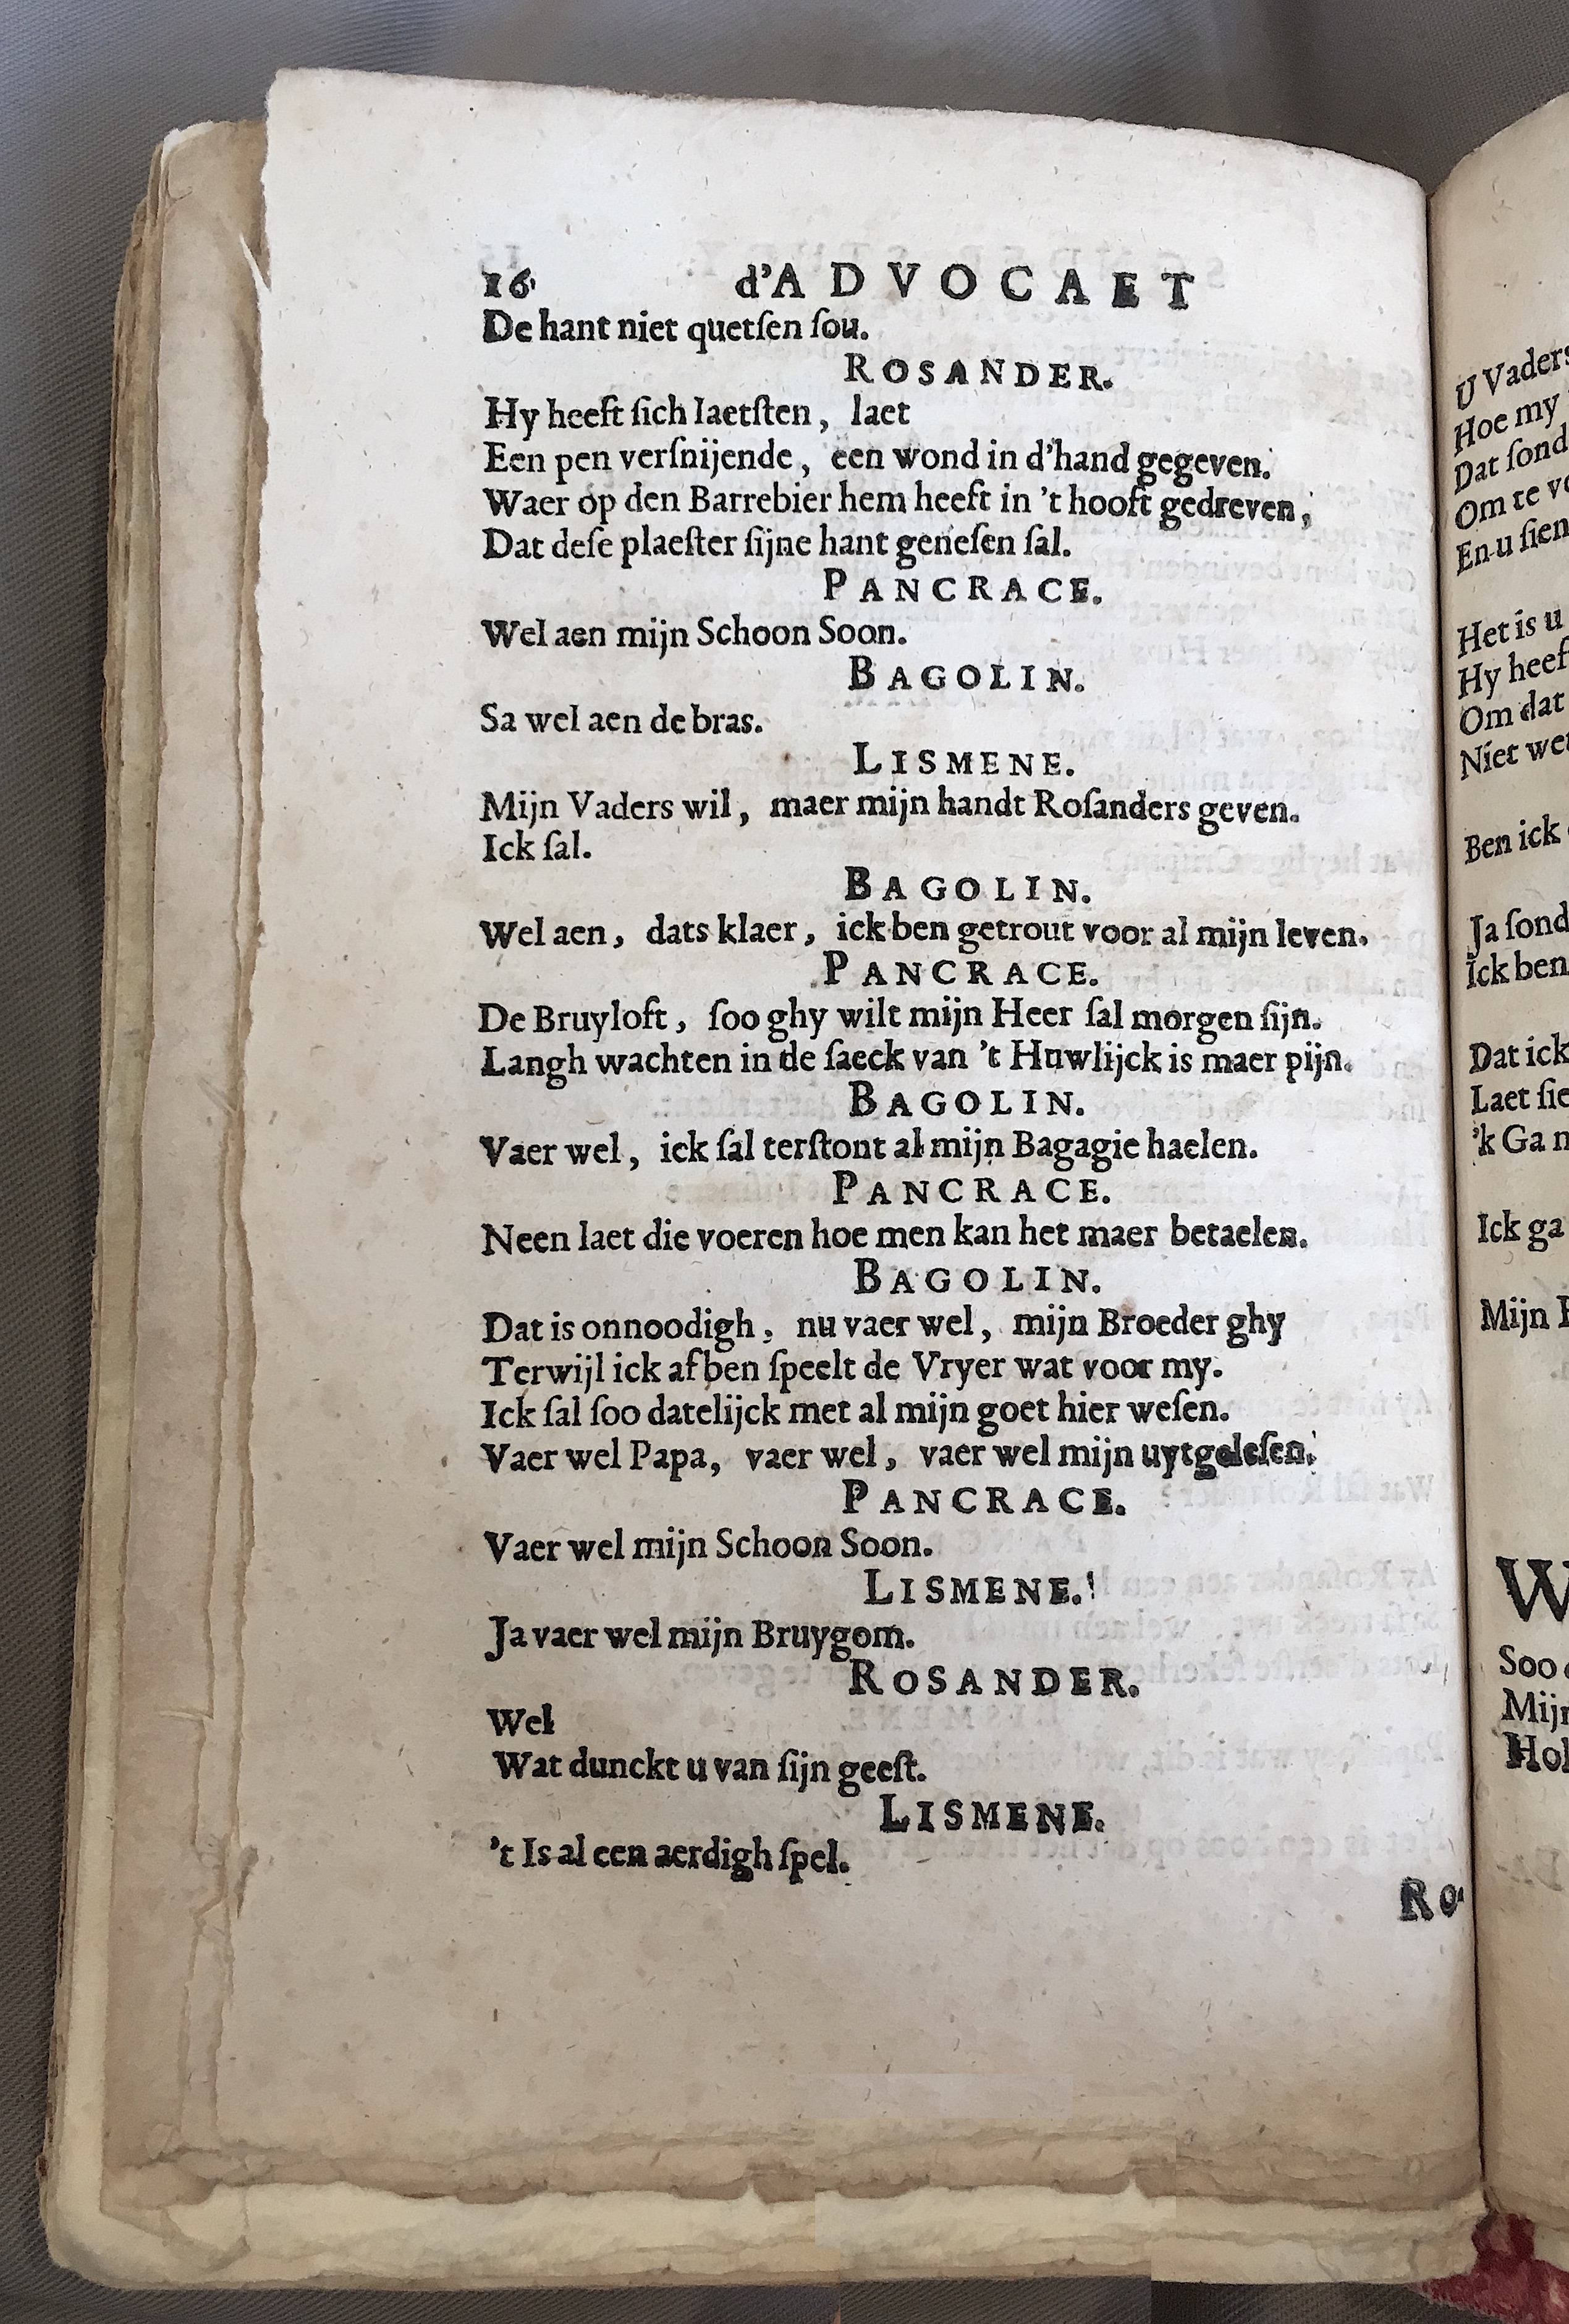 16 d'ADVOCAET
De hant niet quetſen ſou.
ROSANDER.
Hy heeft ſich laetſten, laet
Een pen verſnijende, een wond in d'hand gegeven.
Waer op den Barrebier hem heeft in 't hooft gedreven,
Dat deſe plaeſter ſijne hant geneſen ſal.
PANCRACE.
Wel aen mijn Schoon Soon.
BAGOLIN.
Sa wel aen de bras.
LISMENE.
Mijn Vaders wil, maer mijn handt Roſanders geven.
Ick ſal.
BAGOLIN.
Wel aen, dats klaer, ick ben getrout voor al mijn leven.
PANCRACE.
De Bruyloft, ſoo ghy wilt mijn Heer ſal morgen ſijn.
Langh wachten in de ſaeck van 't Huwlijck is maer pijn.
BAGOLIN.
Vaer wel, ick ſal terſtont al mijn Bagagie haelen.
PANCRACE.
Neen laet die voeren hoe men kan het maer betaelen.
BAGOLIN.
Dat is onnoodigh, nu vaer wel, mijn Broeder ghy
Terwijl ick af ben ſpeelt de Vryer wat voor my.
Ick ſal ſoo datelijck met al mijn goet hier weſen.
Vaer wel Papa, vaer wel, vaer wel mijn uytgeleſen.
PANCRACE.
Vaer wel mijn Schoon Soon.
LISMENE.
Ja vaer wel mijn Bruygom.
ROSANDER.
Wel
Wat dunckt u van ſijn geeſt.
LISMENE.
't Is al een aerdigh ſpel.
Ro-
U Vaders
Hoe my
Dat ſond
Om te
En u ſien
Het is u
Hy heef
Om dat
Niet
Ben ick
Ja ſond
Ick ben
Dat ick
Laet ſie
'k Ga
Ick ga
Mijn
W
Soo
Mijn
Hol